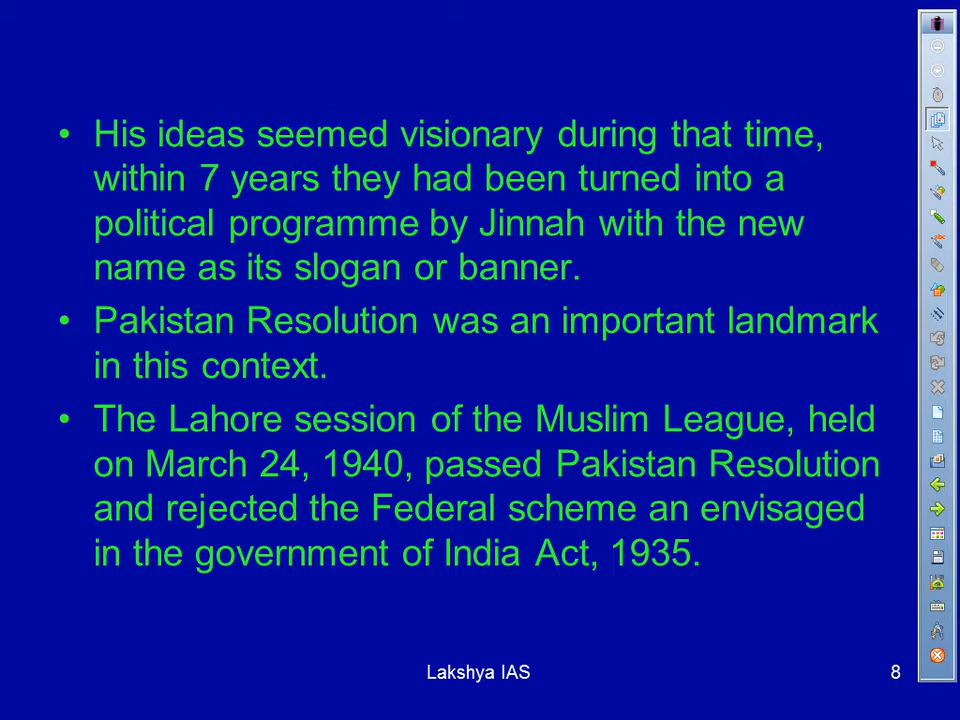 • His ideas seemed visionary during that time,
within 7 years they had been turned into a
political programme by Jinnah with the new
name as its slogan or banner.
• Pakistan Resolution was an important landmark
in this context.
• The Lahore session of the Muslim League, held
on March 24, 1940, passed Pakistan Resolution
and rejected the Federal scheme an envisaged
in the government of India Act, 1935.
Lakshya IAS
8